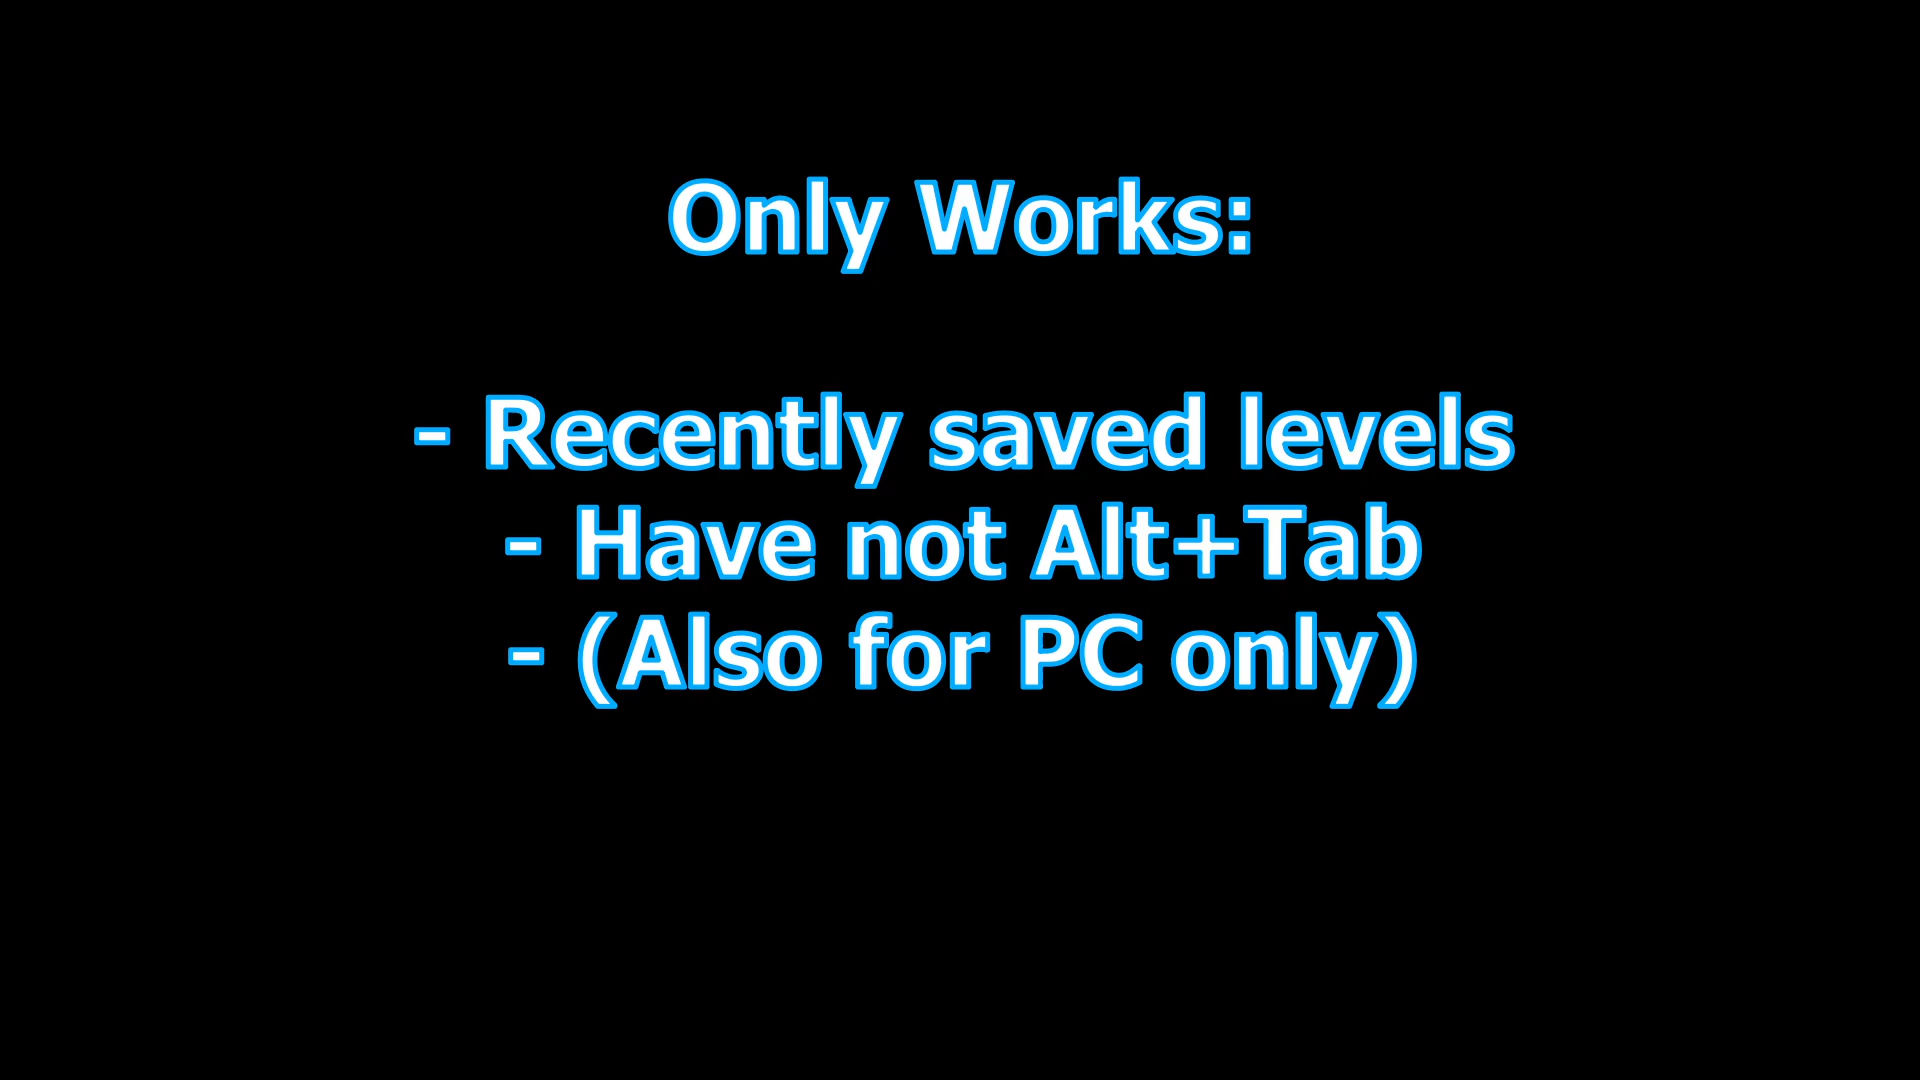 Only Works:
- Recently saved levels
- Have not Alt+Tab
- (Also for PC only)